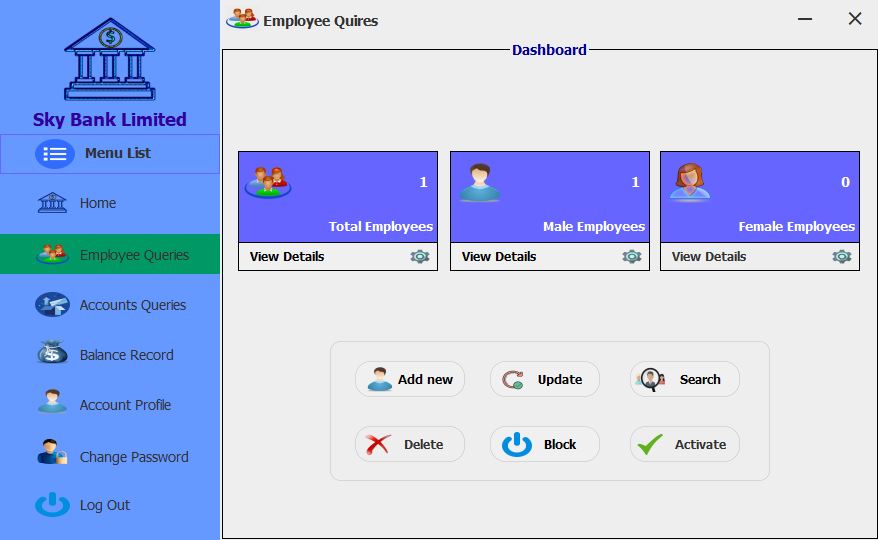 Employee Quires
Sky Bank Limited
Menu List
Home
Employee Queries
Accounts Queries
Balance Record
Account Profile
Change Password
Log Out
Dashboard
1
Total Employees
View Details
1
Male Employees
View Details
0
Female Employees
View Details
Add new
Update
Search
Delete
Block
Activate